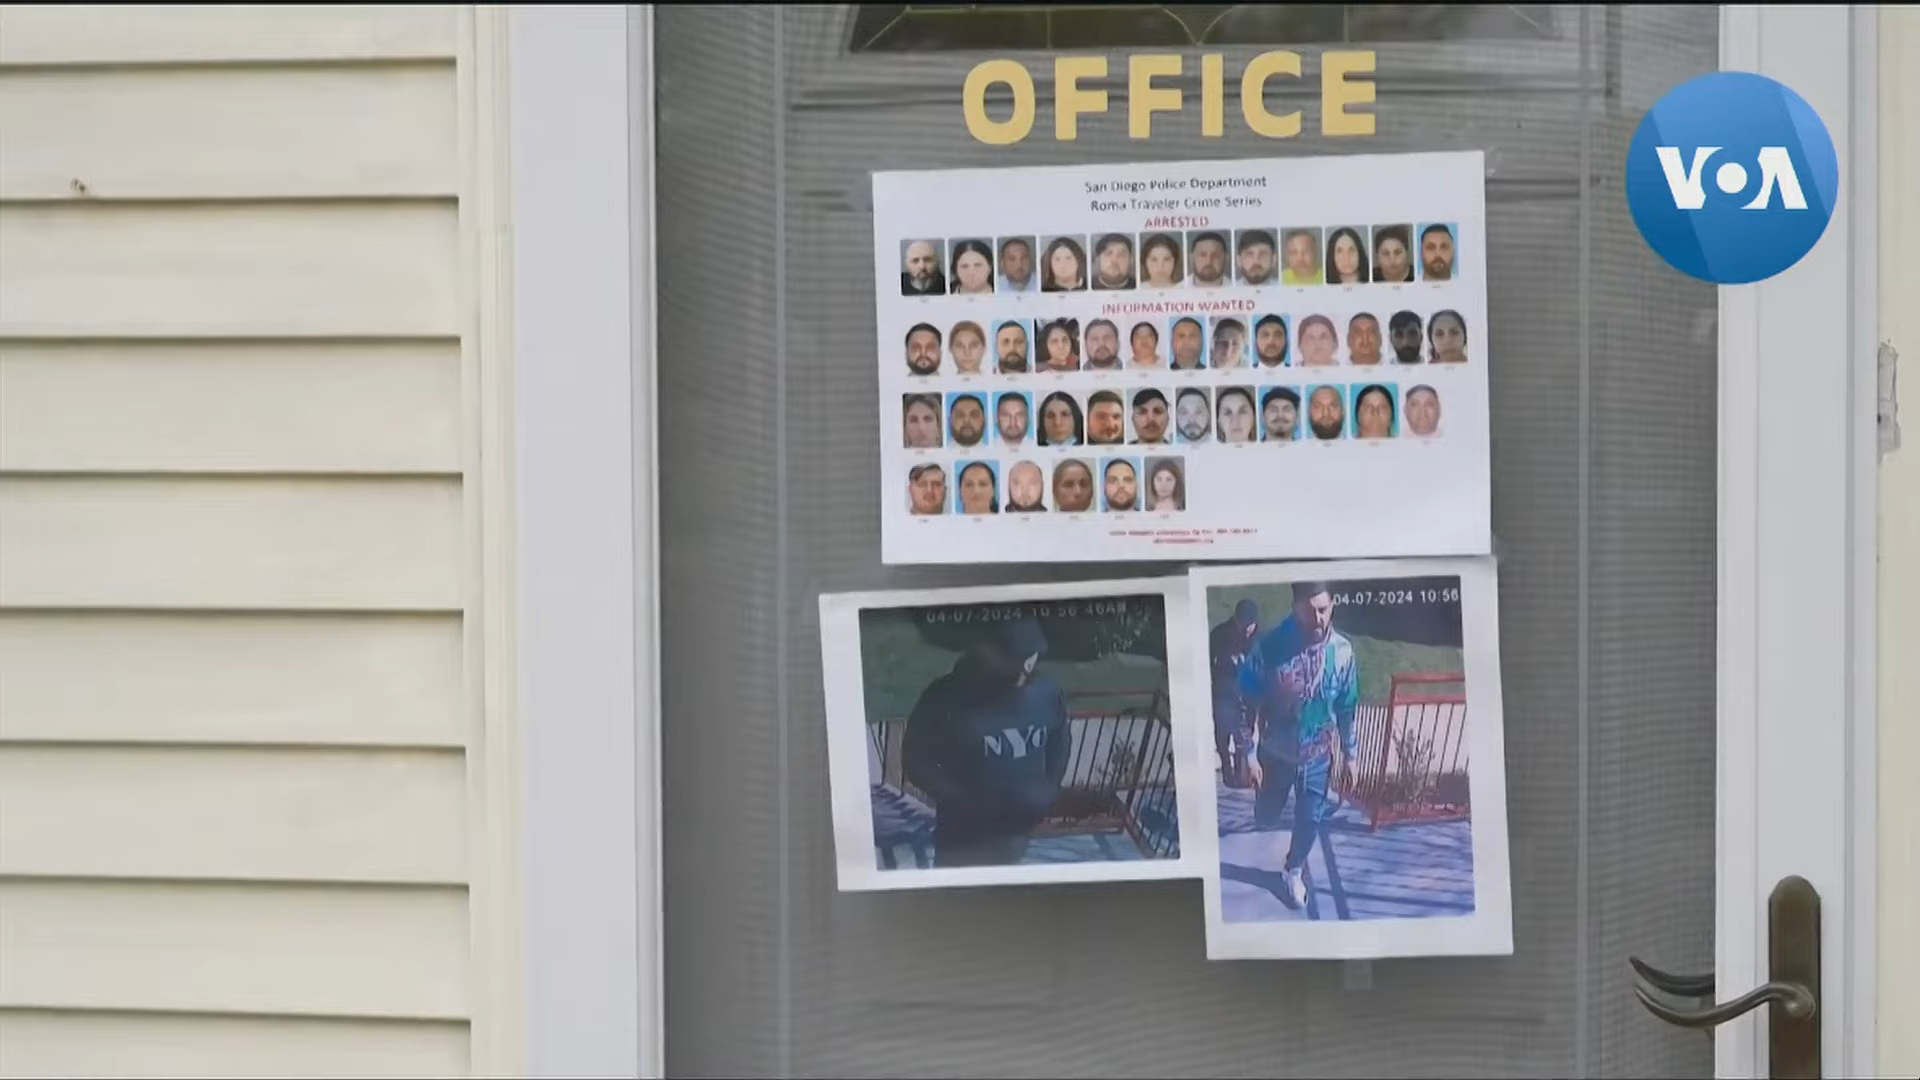 OFFICE
VOA
San Diego Police Department
Roma Traveler Crime Series
ARRESTED
INFORMATION WANTED
04-07-2024 10:56:46AM
04-07-2024 10:56
NYC